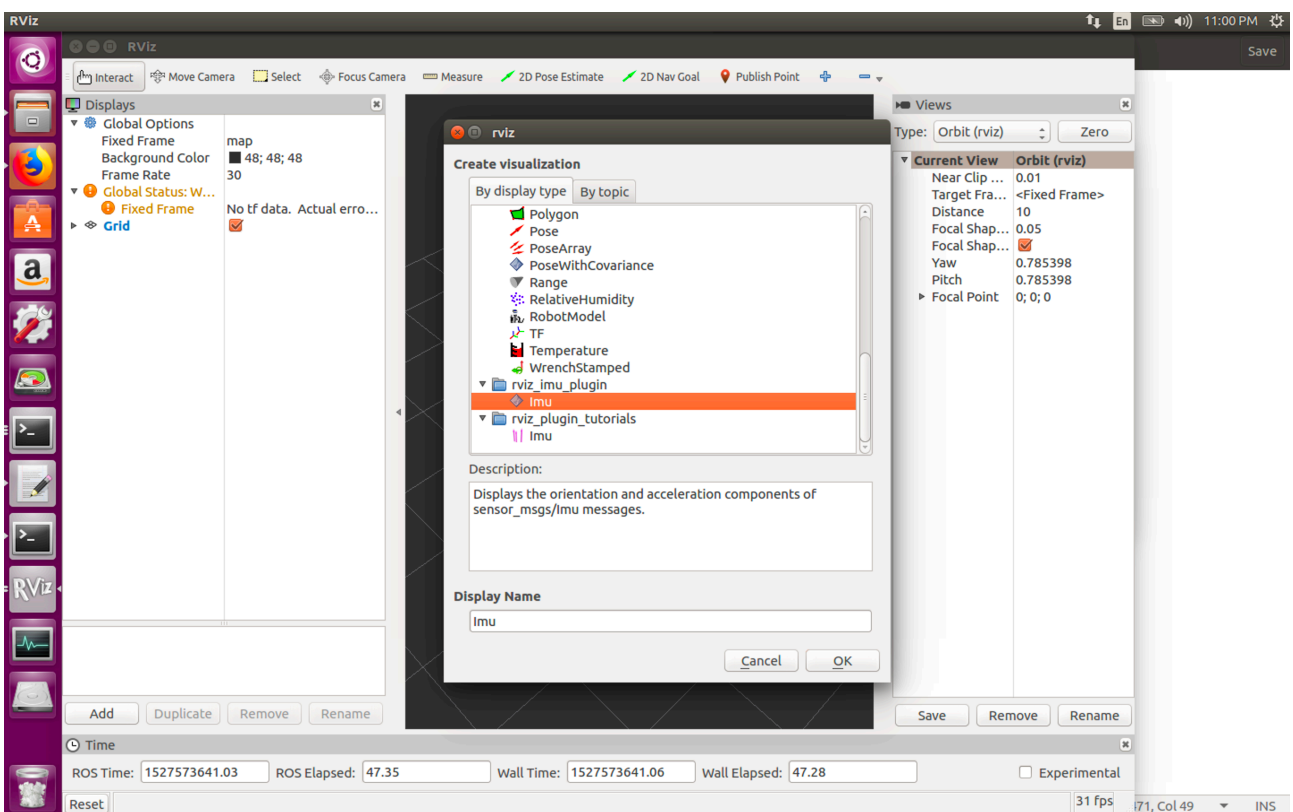 RViz
En
11:00 PM
RViz
Save
Interact Move Camera Select Focus Camera Measure 2D Pose Estimate 2D Nav Goal Publish Point
Displays
Global Options
Fixed Frame map
Background Color 48; 48; 48
Frame Rate 30
Global Status: W...
Fixed Frame No tf data. Actual erro...
Grid
Add Duplicate Remove Rename
rviz
Create visualization
By display type By topic
Polygon
Pose
PoseArray
PoseWithCovariance
Range
RelativeHumidity
RobotModel
TF
Temperature
WrenchStamped
rviz_imu_plugin
Imu
rviz_plugin_tutorials
Imu
Description:
Displays the orientation and acceleration components of
sensor_msgs/Imu messages.
Display Name
Imu
Cancel OK
Views
Type: Orbit (rviz) Zero
Current View Orbit (rviz)
Near Clip ... 0.01
Target Fra... <Fixed Frame>
Distance 10
Focal Shap... 0.05
Focal Shap...
Yaw 0.785398
Pitch 0.785398
Focal Point 0; 0; 0
Save Remove Rename
a
>_
>_
RViz
Time
ROS Time: 1527573641.03 ROS Elapsed: 47.35 Wall Time: 1527573641.06 Wall Elapsed: 47.28 Experimental
Reset 31 fps
71, Col 49 INS